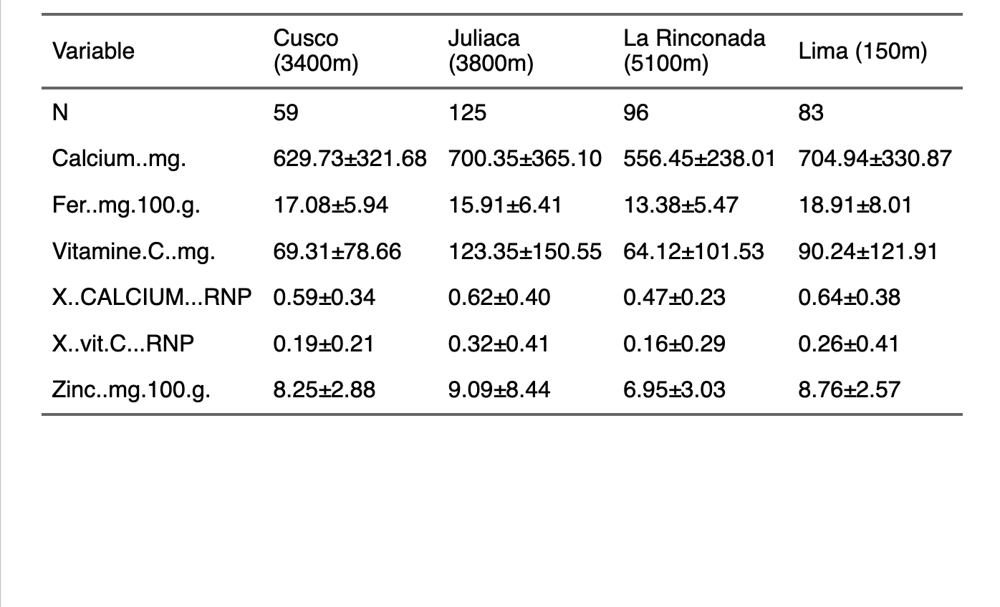 Variable Cusco (3400m) Juliaca (3800m) La Rinconada (5100m) Lima (150m)
N 59 125 96 83
Calcium..mg. 629.73±321.68 700.35±365.10 556.45±238.01 704.94±330.87
Fer..mg.100.g. 17.08±5.94 15.91±6.41 13.38±5.47 18.91±8.01
Vitamine.C..mg. 69.31±78.66 123.35±150.55 64.12±101.53 90.24±121.91
X..CALCIUM...RNP 0.59±0.34 0.62±0.40 0.47±0.23 0.64±0.38
X..vit.C...RNP 0.19±0.21 0.32±0.41 0.16±0.29 0.26±0.41
Zinc..mg.100.g. 8.25±2.88 9.09±8.44 6.95±3.03 8.76±2.57